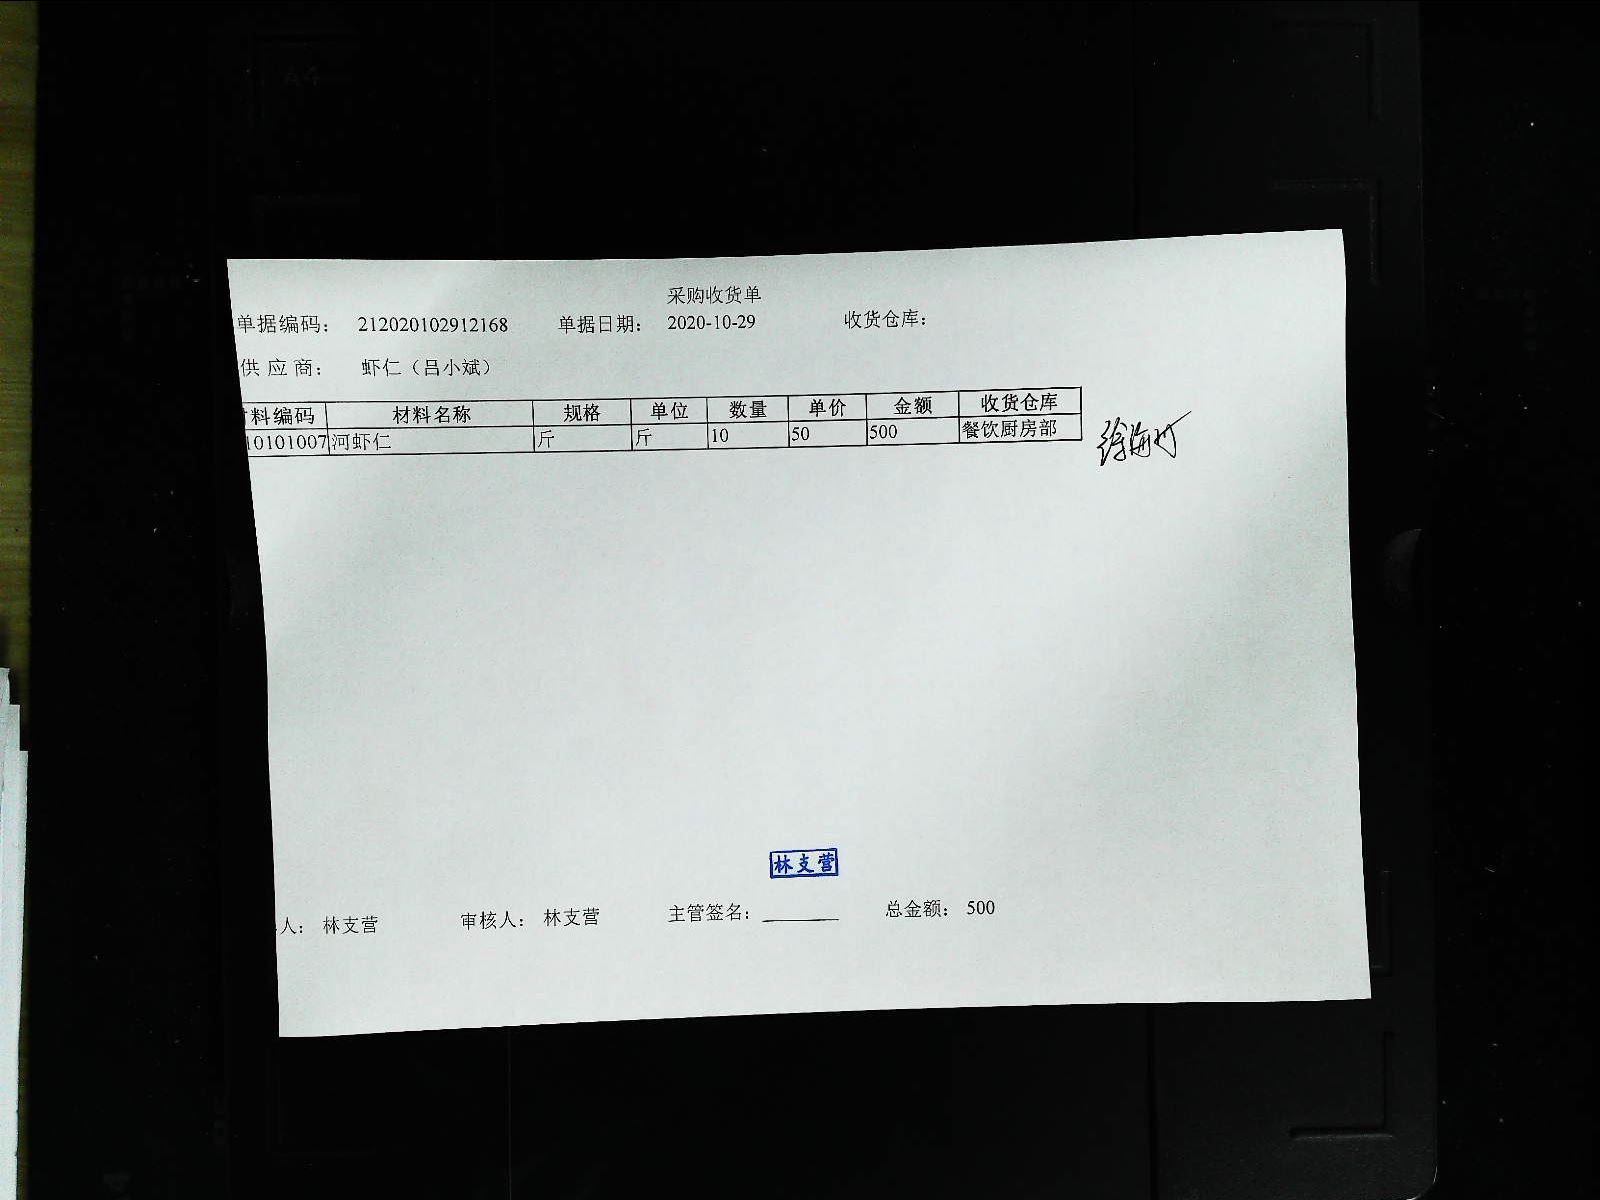 采购收货单
单据编码： 212020102912168 单据日期： 2020-10-29 收货仓库：
供 应 商： 虾仁（吕小斌）
料编码 材料名称 规格 单位 数量 单价 金额 收货仓库
10101007 河虾仁 斤 斤 10 50 500 餐饮厨房部
林支营
人： 林支营 审核人： 林支营 主管签名： 总金额： 500